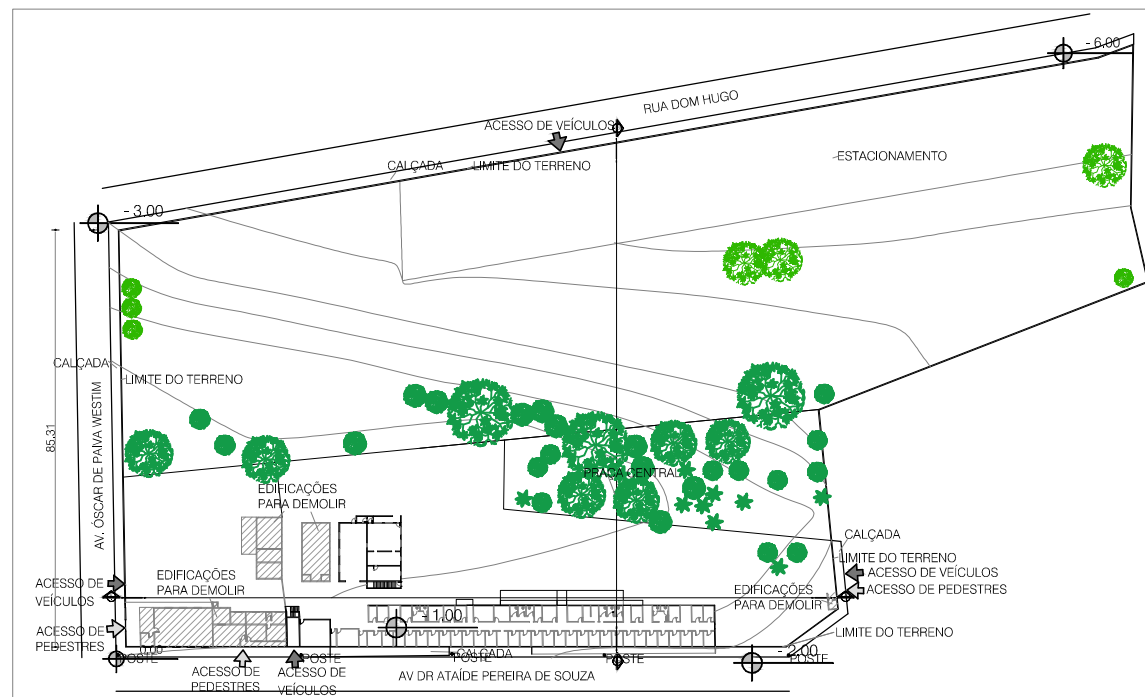 - 6.00
RUA DOM HUGO
ACESSO DE VEÍCULOS
ESTACIONAMENTO
CALÇADA
LIMITE DO TERRENO
- 3.00
CALÇADA
LIMITE DO TERRENO
85.31
AV. ÓSCAR DE PAIVA WESTIM
PRAÇA CENTRAL
EDIFICAÇÕES
PARA DEMOLIR
CALÇADA
LIMITE DO TERRENO
ACESSO DE VEÍCULOS
ACESSO DE PEDESTRES
EDIFICAÇÕES
PARA DEMOLIR
EDIFICAÇÕES
PARA DEMOLIR
ACESSO DE
VEÍCULOS
- 1.00
ACESSO DE
PEDESTRES
LIMITE DO TERRENO
0.00
CALÇADA
- 2.00
POSTE
POSTE
POSTE
POSTE
POSTE
ACESSO DE
PEDESTRES
ACESSO DE
VEÍCULOS
AV DR ATAÍDE PEREIRA DE SOUZA